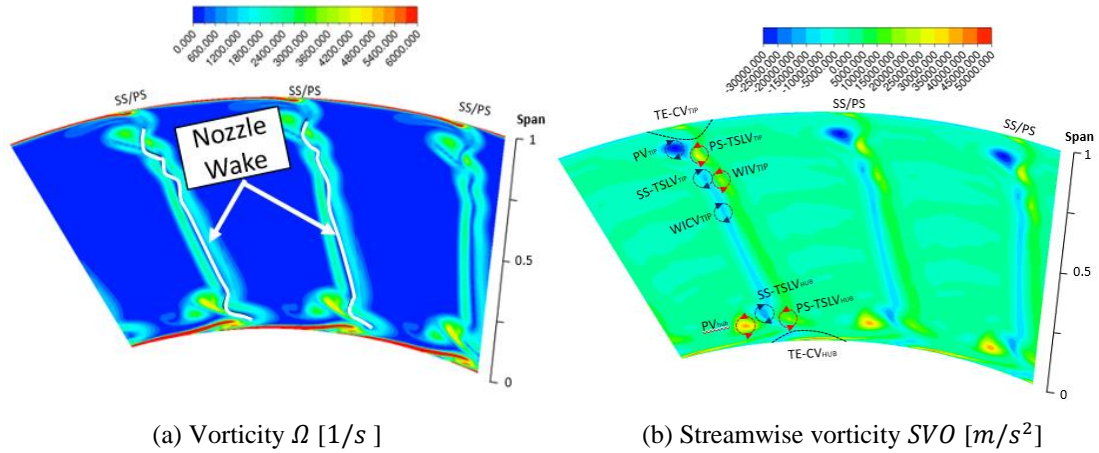 0.000
600.000
1200.000
1800.000
2400.000
3000.000
3600.000
4200.000
4800.000
5400.000
6000.000
SS/PS
SS/PS
SS/PS
Nozzle
Wake
Span
1
0.5
0
(a) Vorticity Ω [1/s ]
-30000.000
-25000.000
-20000.000
-15000.000
-10000.000
-5000.000
5000.000
10000.000
15000.000
20000.000
25000.000
30000.000
35000.000
40000.000
45000.000
50000.000
TE-CVTIP
SS/PS
SS/PS
Span
PVTIP
PS-TSLVTIP
SS-TSLVTIP
WIVTIP
WICVTIP
SS-TSLVHUB
PS-TSLVHUB
PVhub
TE-CVHUB
1
0.5
0
(b) Streamwise vorticity SVO [m/s²]